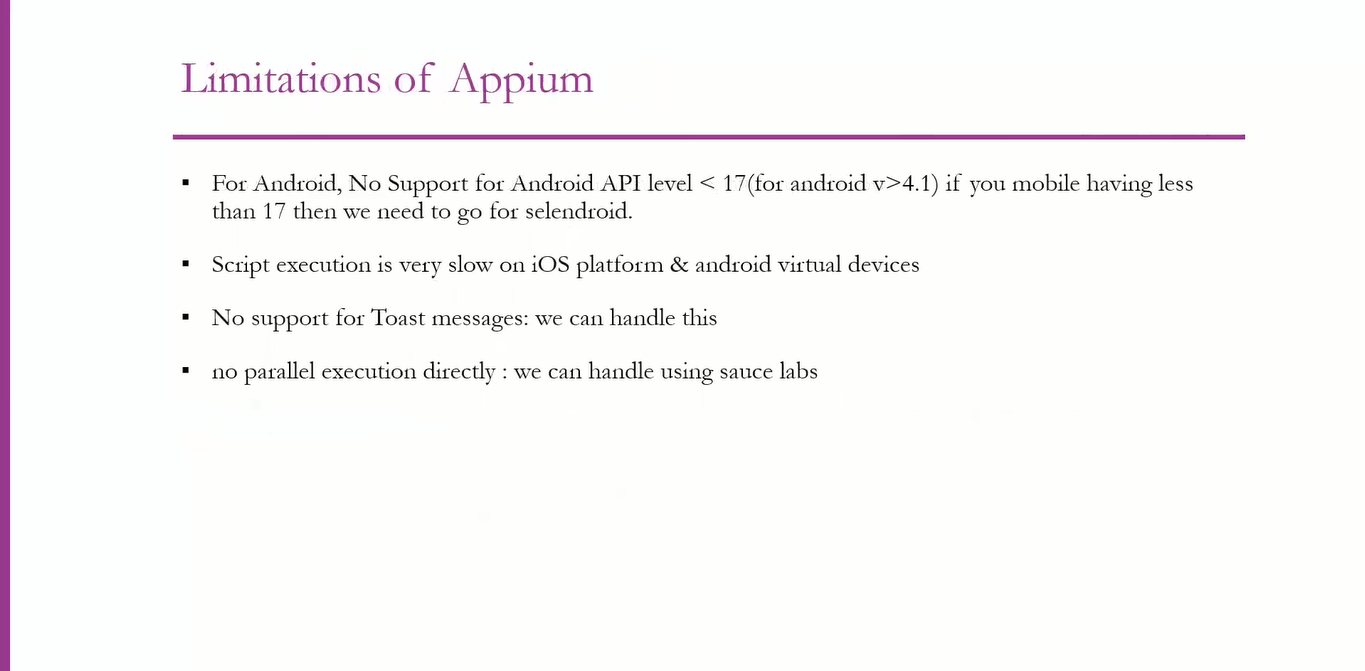 Limitations of Appium
▪ For Android, No Support for Android API level < 17(for android v>4.1) if you mobile having less
than 17 then we need to go for selendroid.
▪ Script execution is very slow on iOS platform & android virtual devices
▪ No support for Toast messages: we can handle this
▪ no parallel execution directly : we can handle using sauce labs